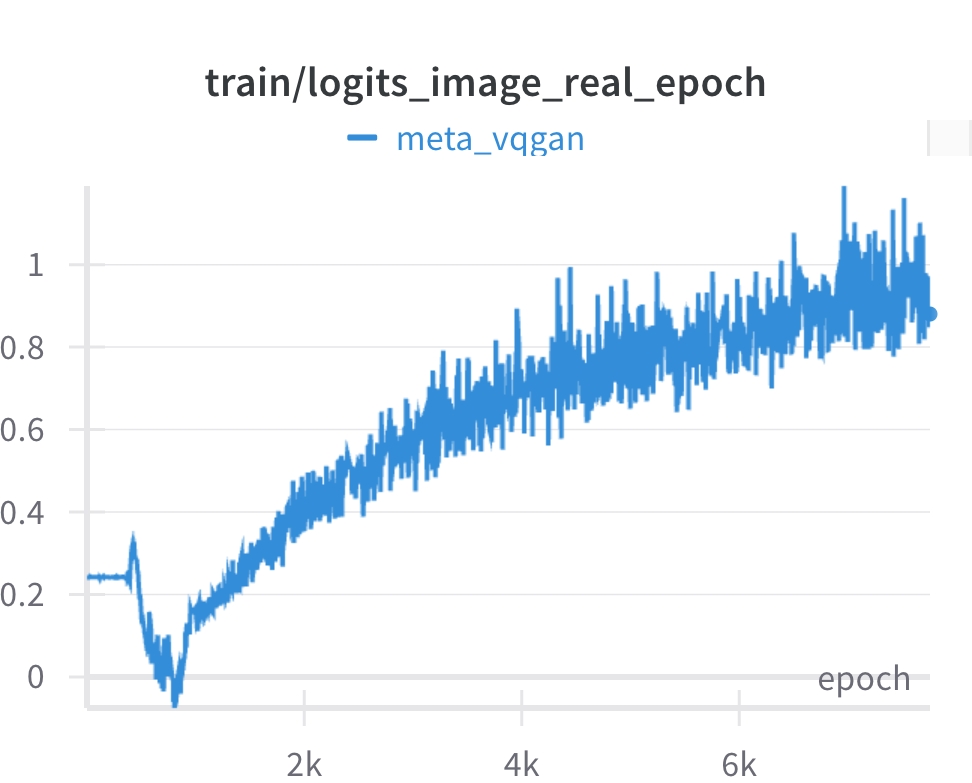 train/logits_image_real_epoch
meta_vqgan
1
0.8
0.6
0.4
0.2
0
epoch
2k
4k
6k